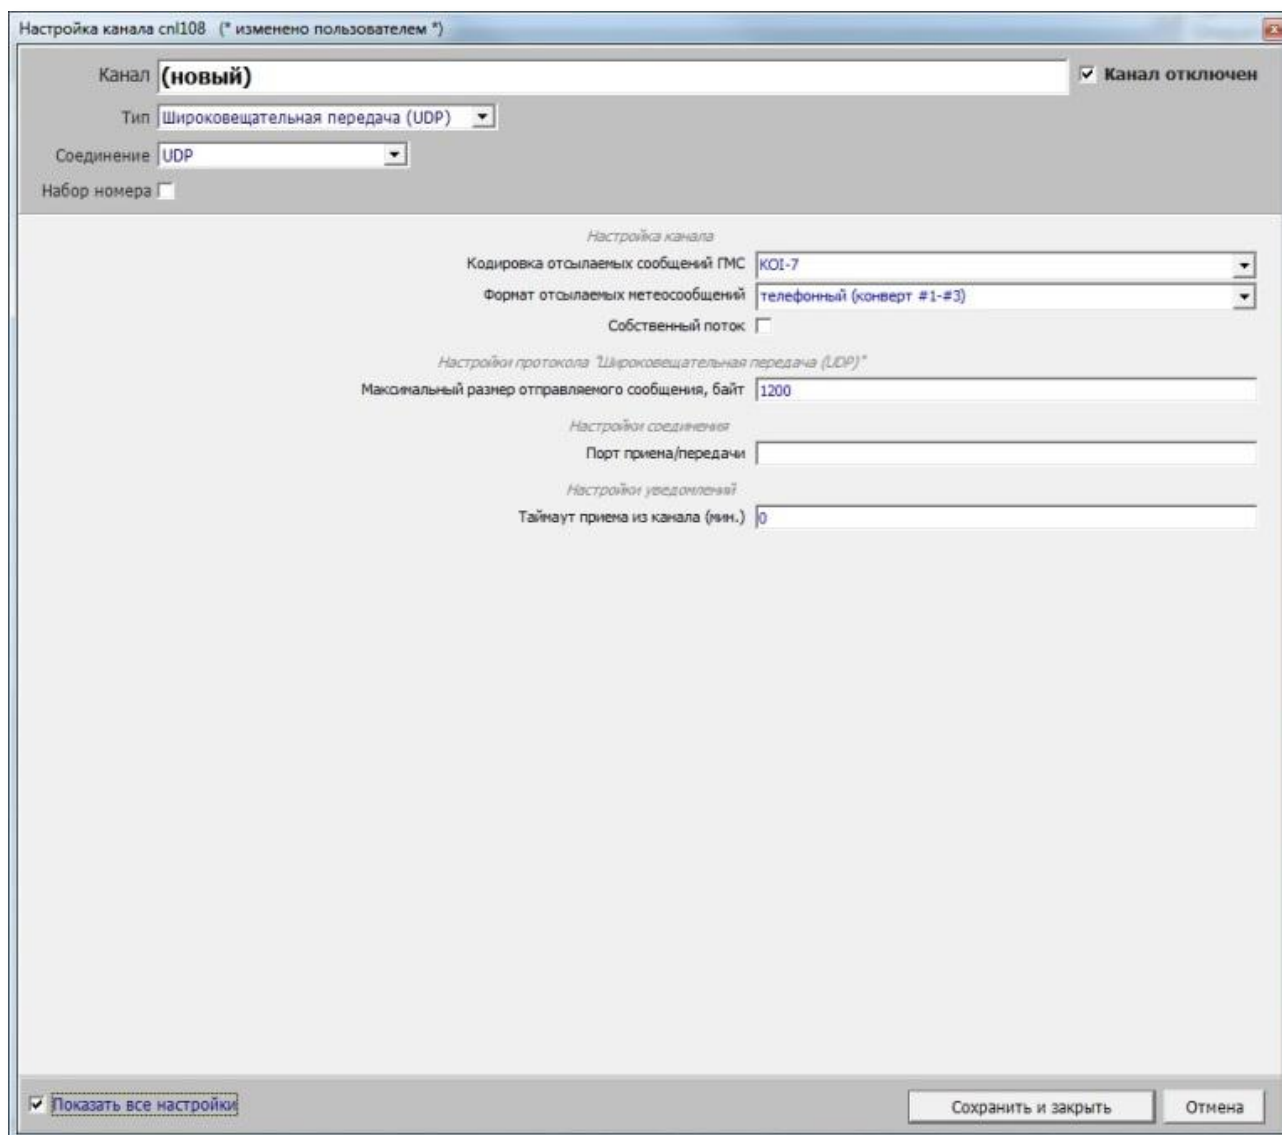 Настройка канала cnl108 (* изменено пользователем *)
Канал (новый) Канал отключен
Тип Широковещательная передача (UDP)
Соединение UDP
Набор номера
Настройка канала
Кодировка отсылаемых сообщений ГМС KOI-7
Формат отсылаемых метеосообщений телефонный (конверт #1-#3)
Собственный поток
Настройки протокола "Широковещательная передача (UDP)"
Максимальный размер отправляемого сообщения, байт 1200
Настройки соединения
Порт приема/передачи
Настройки уведомлений
Таймаут приема из канала (мин.) 0
Показать все настройки Сохранить и закрыть Отмена